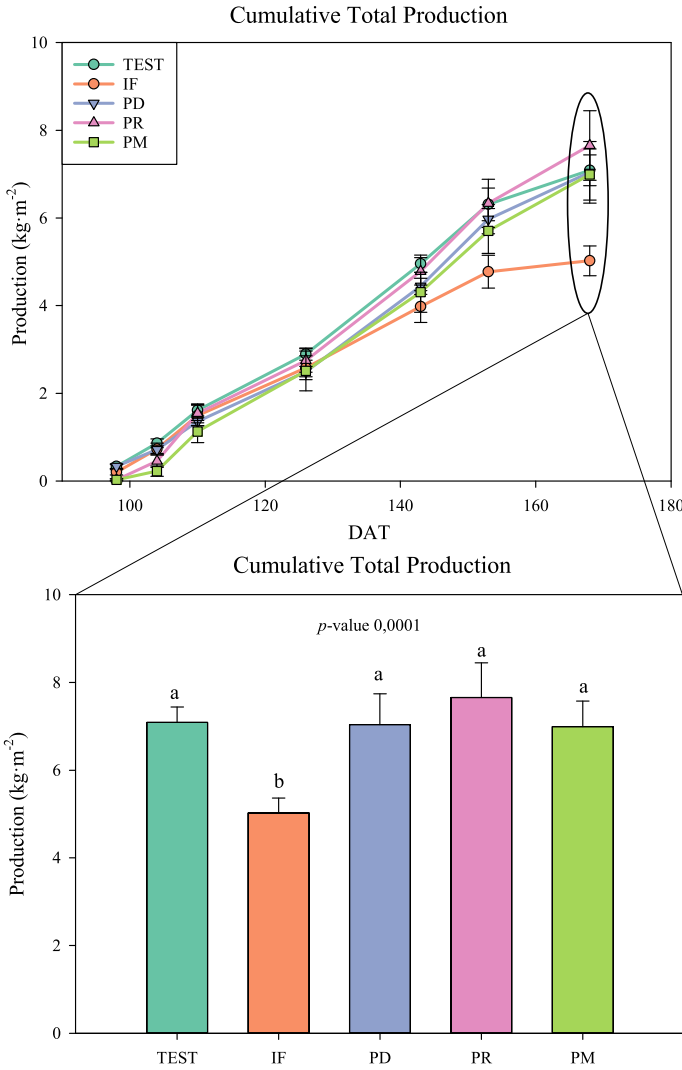 Cumulative Total Production
10
8
6
4
2
0
Production (kg·m-2)
TEST
IF
PD
PR
PM
100
120
140
160
180
DAT
Cumulative Total Production
p-value 0,0001
10
8
6
4
2
0
Production (kg·m-2)
a
b
a
a
a
TEST
IF
PD
PR
PM